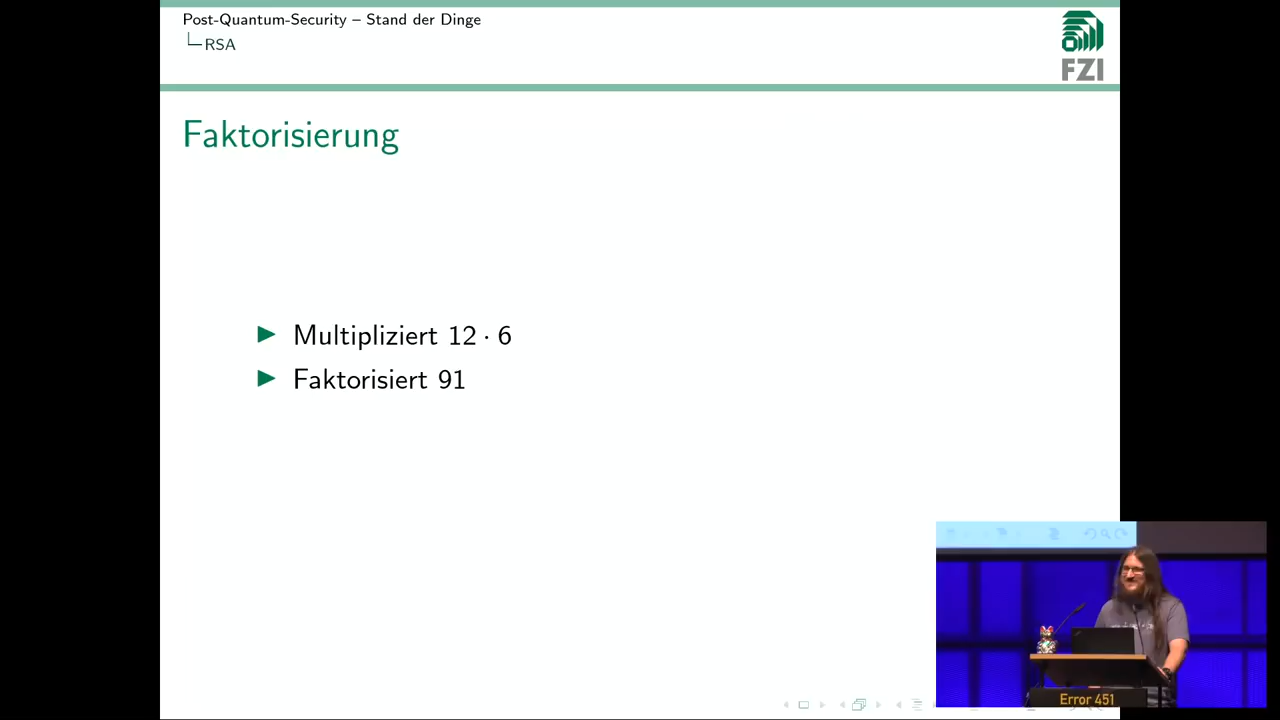 Post-Quantum-Security – Stand der Dinge
RSA
FZI
Faktorisierung
Multipliziert 12 · 6
Faktorisiert 91
Error 451